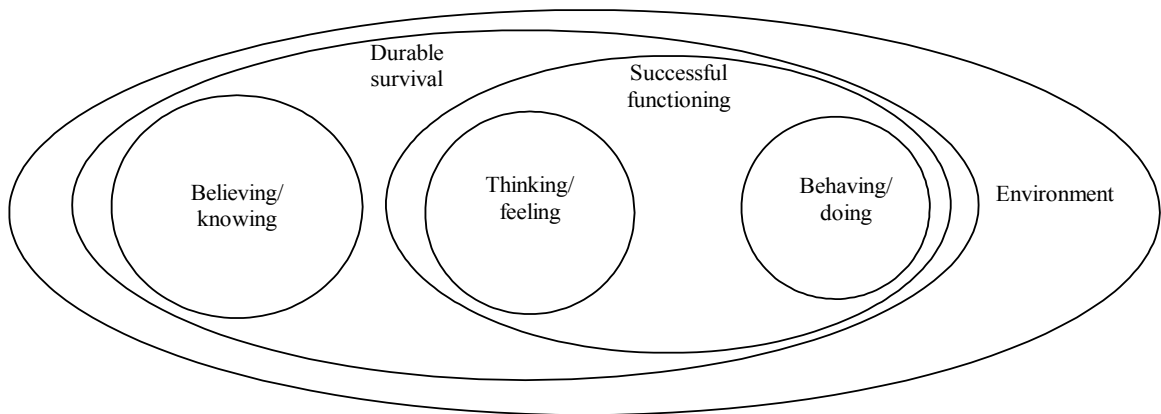 Durable
survival
Successful
functioning
Believing/
knowing
Thinking/
feeling
Behaving/
doing
Environment